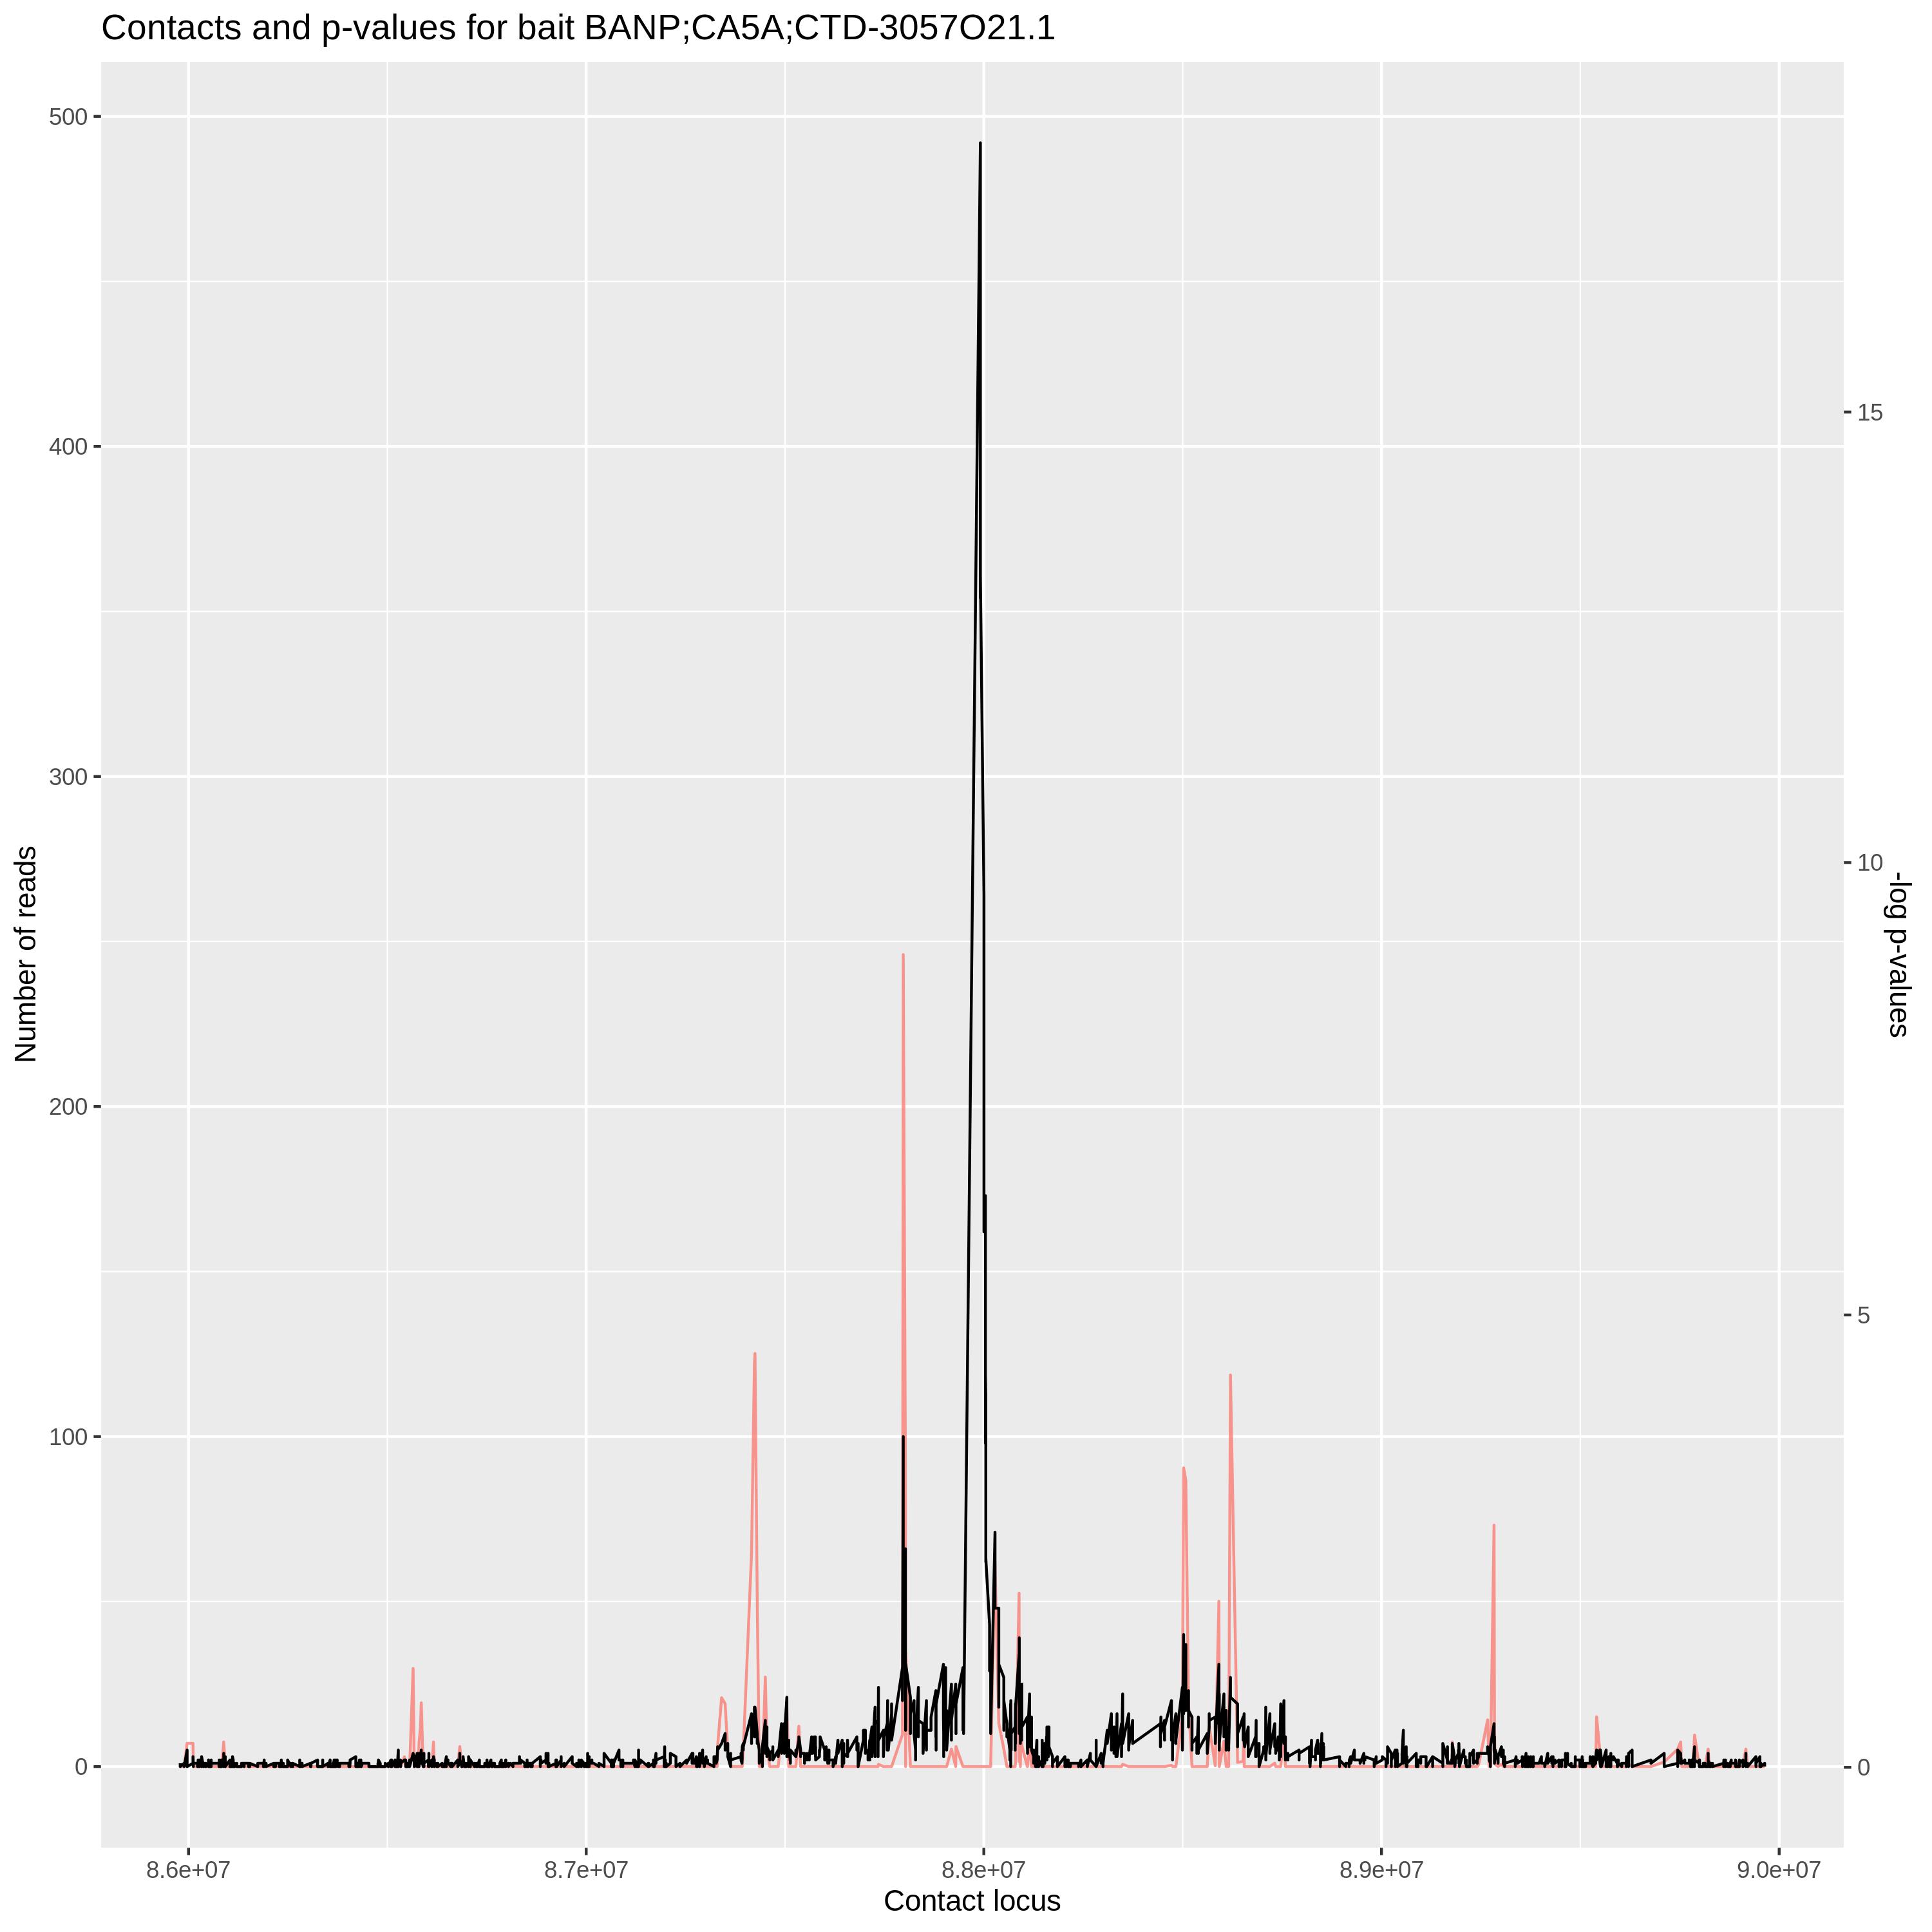 Contacts and p-values for bait BANP;CA5A;CTD-3057O21.1
500
400
300
200
100
0
Number of reads
15
10
5
0
-log p-values
8.6e+07
8.7e+07
8.8e+07
8.9e+07
9.0e+07
Contact locus